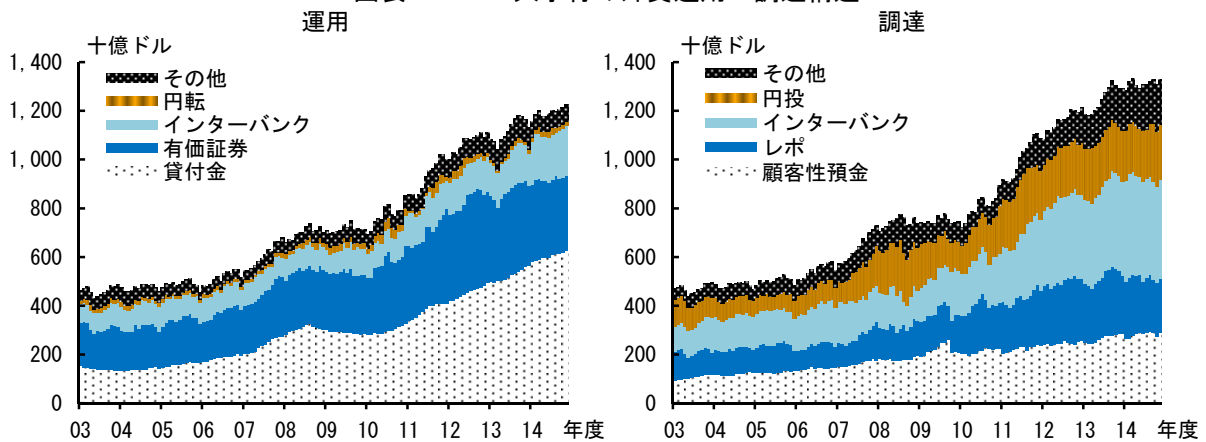 運用
十億ドル
1,400
1,200
1,000
800
600
400
200
0
その他
円転
インターバンク
有価証券
貸付金
03 04 05 06 07 08 09 10 11 12 13 14 年度
調達
十億ドル
1,400
1,200
1,000
800
600
400
200
0
その他
円投
インターバンク
レポ
顧客性預金
03 04 05 06 07 08 09 10 11 12 13 14 年度